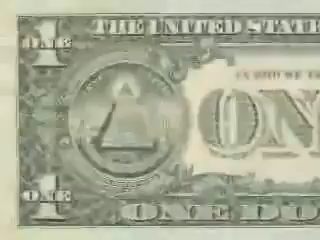 1
ONE
THE UNITED STATE
IN GOD WE T
ON
1
ONE
ONE DO